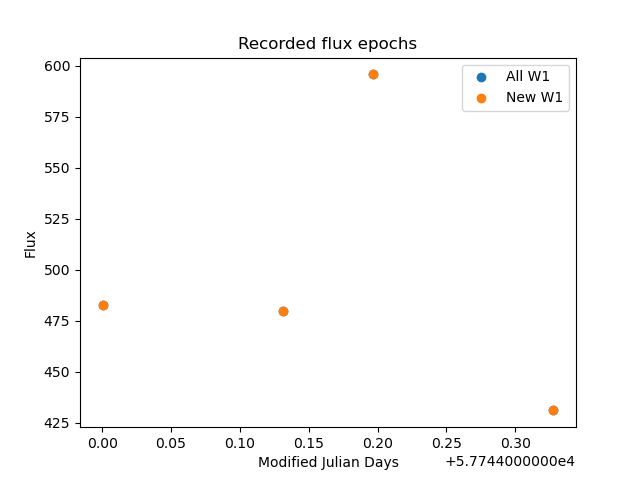 Recorded flux epochs
600
575
550
525
500
475
450
425
Flux
All W1
New W1
0.00 0.05 0.10 0.15 0.20 0.25 0.30
Modified Julian Days
+5.7744000000e4